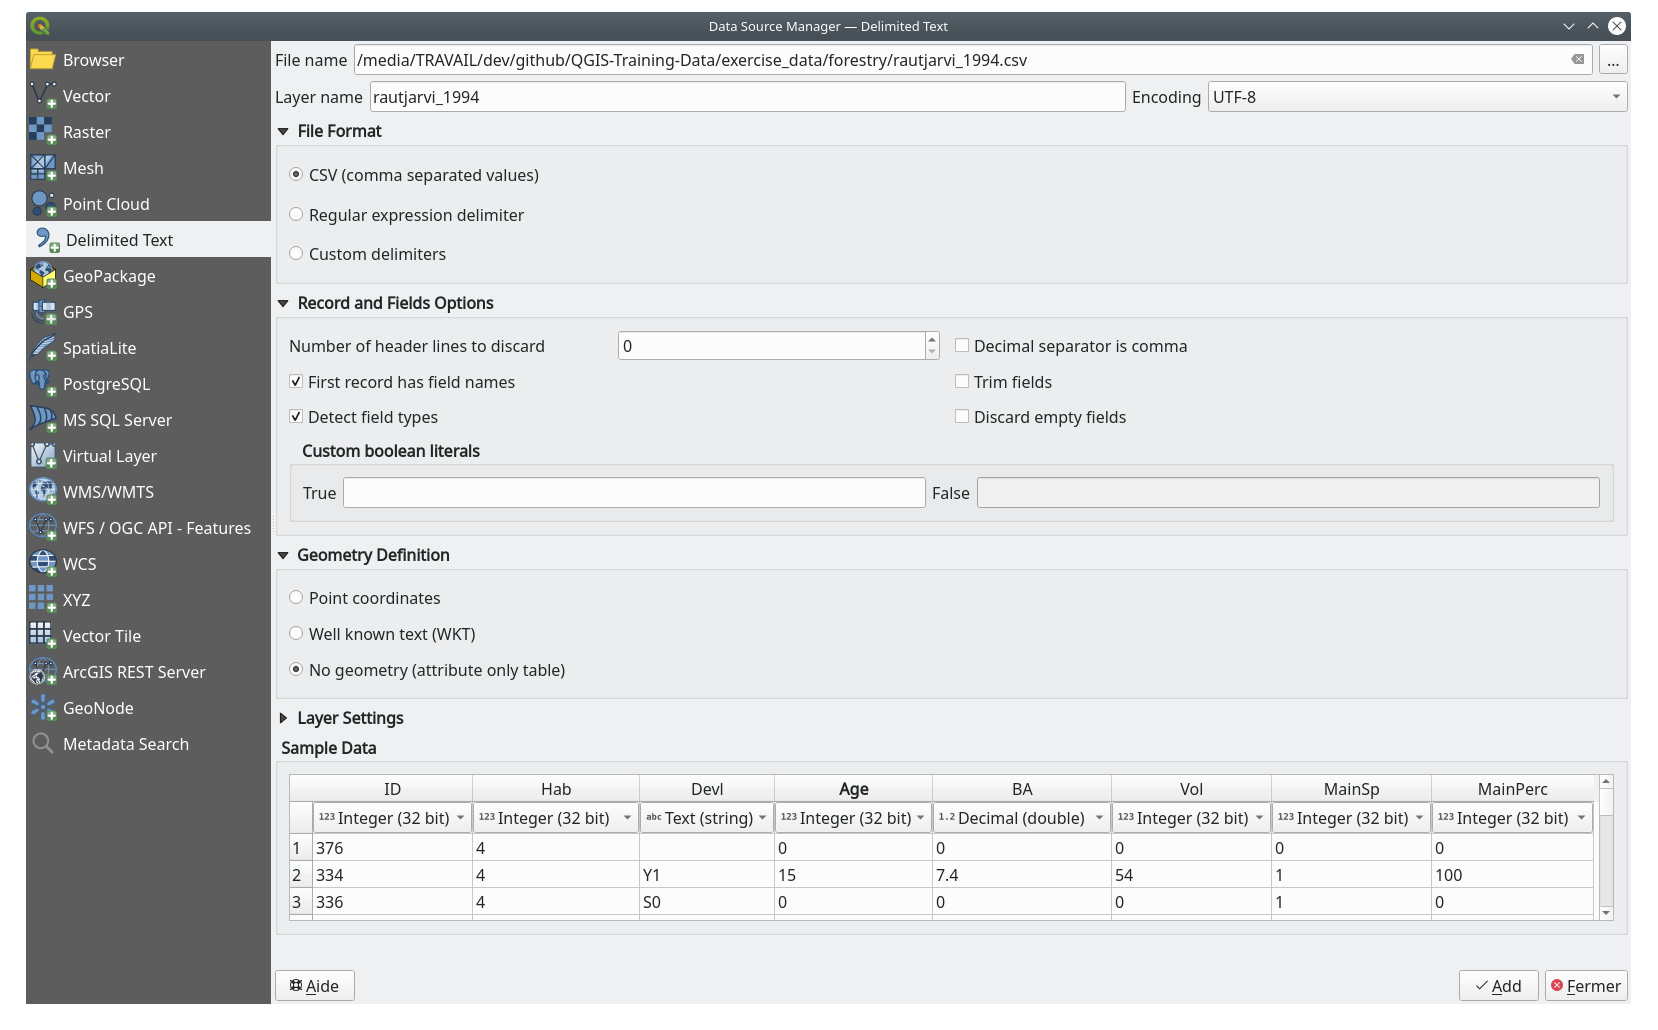 Data Source Manager — Delimited Text
Browser
Vector
Raster
Mesh
Point Cloud
Delimited Text
GeoPackage
GPS
SpatiaLite
PostgreSQL
MS SQL Server
Virtual Layer
WMS/WMTS
WFS / OGC API - Features
WCS
XYZ
Vector Tile
ArcGIS REST Server
GeoNode
Metadata Search
File name /media/TRAVAIL/dev/github/QGIS-Training-Data/exercise_data/forestry/rautjarvi_1994.csv ...
Layer name rautjarvi_1994 Encoding UTF-8
File Format
CSV (comma separated values)
Regular expression delimiter
Custom delimiters
Record and Fields Options
Number of header lines to discard 0 Decimal separator is comma
First record has field names Trim fields
Detect field types Discard empty fields
Custom boolean literals
True False
Geometry Definition
Point coordinates
Well known text (WKT)
No geometry (attribute only table)
Layer Settings
Sample Data
ID Hab Devl Age BA Vol MainSp MainPerc
123 Integer (32 bit) 123 Integer (32 bit) abc Text (string) 123 Integer (32 bit) 1.2 Decimal (double) 123 Integer (32 bit) 123 Integer (32 bit) 123 Integer (32 bit)
1 376 4 0 0 0 0 0
2 334 4 Y1 15 7.4 54 1 100
3 336 4 S0 0 0 0 1 0
Aide Add Fermer